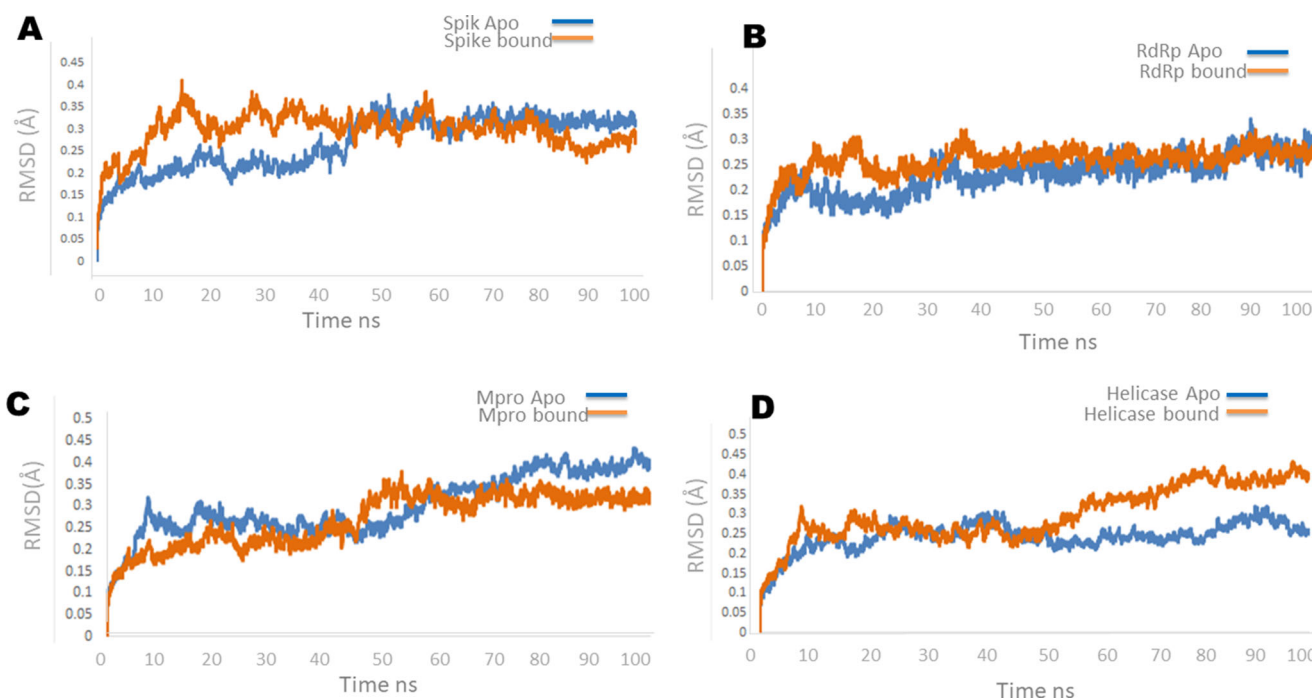 A
Spik Apo
Spike bound
RMSD (Å)
0.45
0.4
0.35
0.3
0.25
0.2
0.15
0.1
0.05
0
0 10 20 30 40 50 60 70 80 90 100
Time ns
B
RdRp Apo
RdRp bound
RMSD (Å)
0.4
0.35
0.3
0.25
0.2
0.15
0.1
0.05
0
0 10 20 30 40 50 60 70 80 90 100
Time ns
C
Mpro Apo
Mpro bound
RMSD(Å)
0.5
0.45
0.4
0.35
0.3
0.25
0.2
0.15
0.1
0.05
0
0 10 20 30 40 50 60 70 80 90 100
Time ns
D
Helicase Apo
Helicase bound
RMSD (Å)
0.5
0.45
0.4
0.35
0.3
0.25
0.2
0.15
0.1
0.05
0
0 10 20 30 40 50 60 70 80 90 100
Time ns